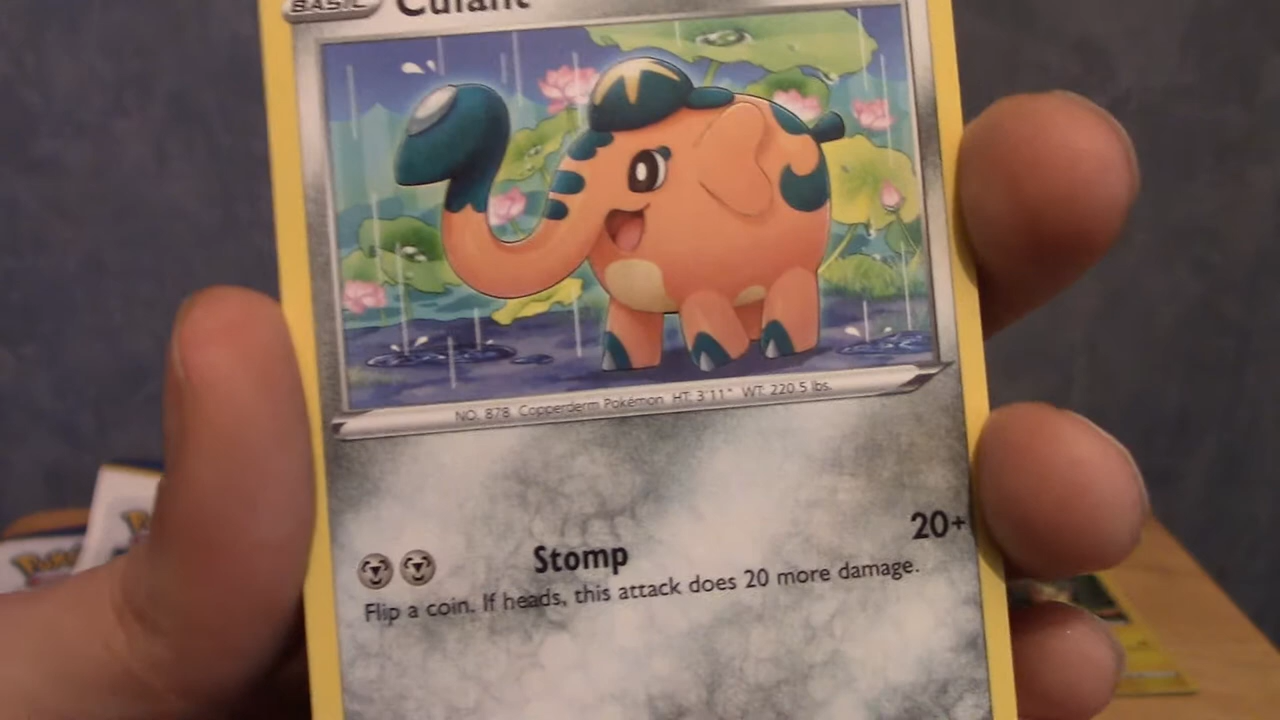 BASIC Cufant
NO. 878 Copperderm Pokémon HT: 3'11" WT: 220.5 lbs.
Stomp 20+
Flip a coin. If heads, this attack does 20 more damage.